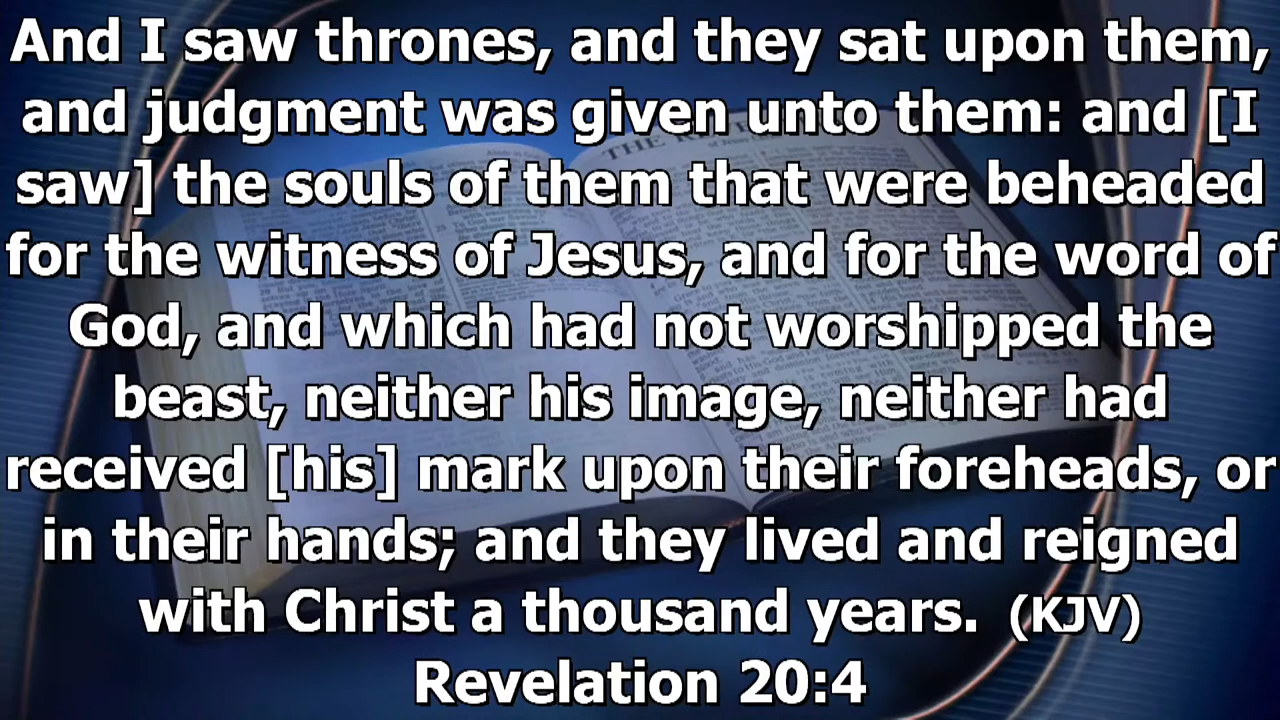 And I saw thrones, and they sat upon them,
and judgment was given unto them: and [I
saw] the souls of them that were beheaded
for the witness of Jesus, and for the word of
God, and which had not worshipped the
beast, neither his image, neither had
received [his] mark upon their foreheads, or
in their hands; and they lived and reigned
with Christ a thousand years. (KJV)
Revelation 20:4